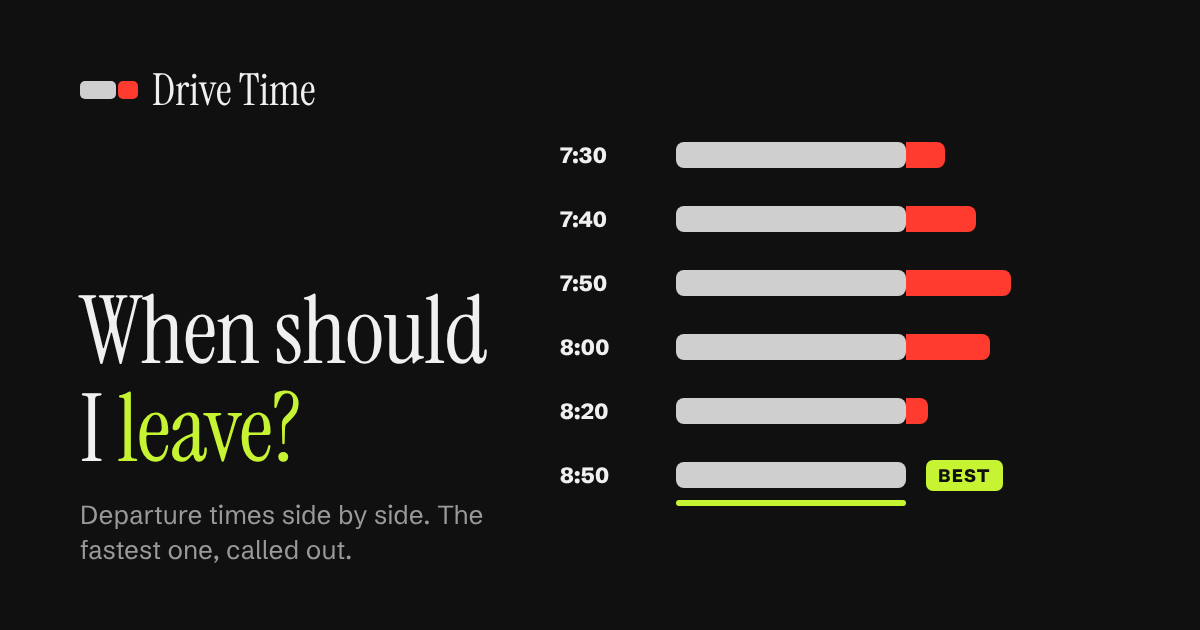 Drive Time
When should
I leave?
Departure times side by side. The
fastest one, called out.
7:30
7:40
7:50
8:00
8:20
8:50
BEST